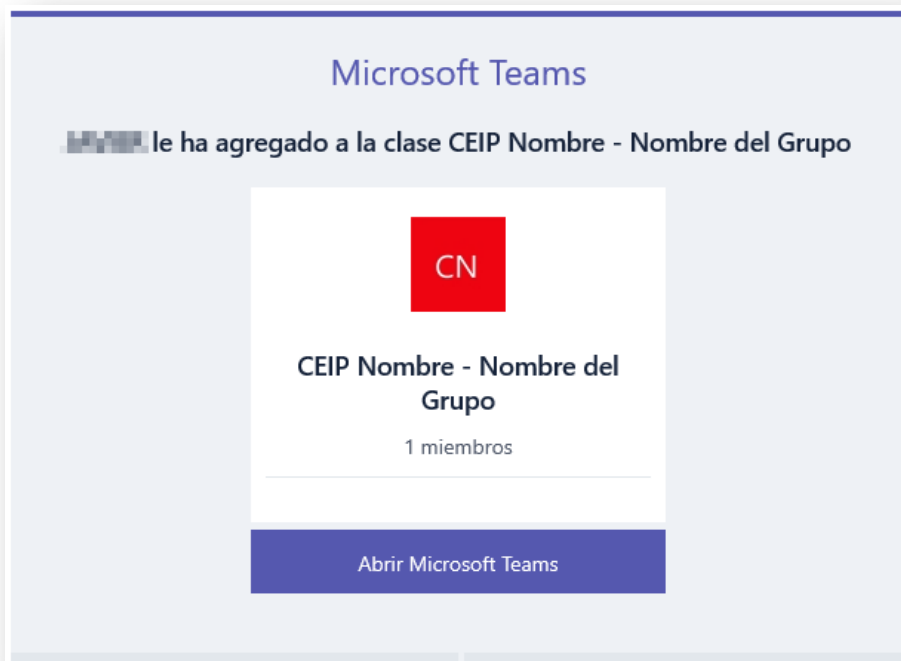 Microsoft Teams
le ha agregado a la clase CEIP Nombre - Nombre del Grupo
CN
CEIP Nombre - Nombre del
Grupo
1 miembros
Abrir Microsoft Teams